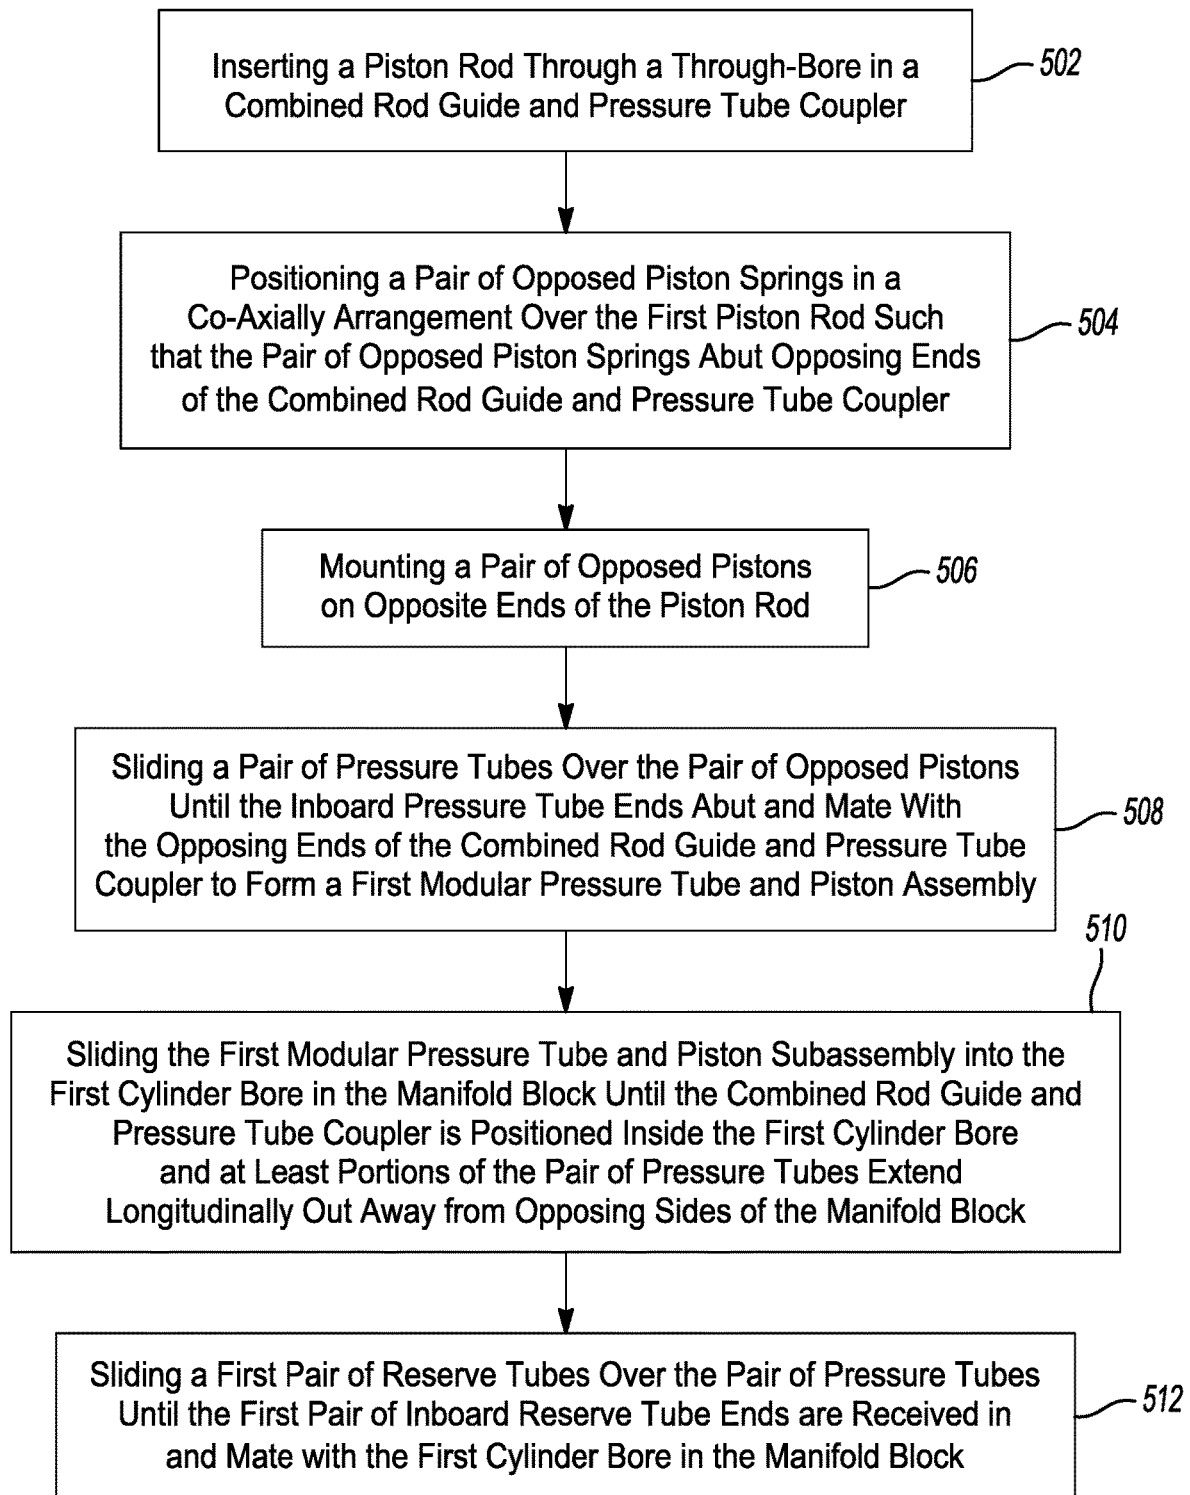 Inserting a Piston Rod Through a Through-Bore in a
Combined Rod Guide and Pressure Tube Coupler
502
Positioning a Pair of Opposed Piston Springs in a
Co-Axially Arrangement Over the First Piston Rod Such
that the Pair of Opposed Piston Springs Abut Opposing Ends
of the Combined Rod Guide and Pressure Tube Coupler
504
Mounting a Pair of Opposed Pistons
on Opposite Ends of the Piston Rod
506
Sliding a Pair of Pressure Tubes Over the Pair of Opposed Pistons
Until the Inboard Pressure Tube Ends Abut and Mate With
the Opposing Ends of the Combined Rod Guide and Pressure Tube
Coupler to Form a First Modular Pressure Tube and Piston Assembly
508
510
Sliding the First Modular Pressure Tube and Piston Subassembly into the
First Cylinder Bore in the Manifold Block Until the Combined Rod Guide and
Pressure Tube Coupler is Positioned Inside the First Cylinder Bore
and at Least Portions of the Pair of Pressure Tubes Extend
Longitudinally Out Away from Opposing Sides of the Manifold Block
Sliding a First Pair of Reserve Tubes Over the Pair of Pressure Tubes
Until the First Pair of Inboard Reserve Tube Ends are Received in
and Mate with the First Cylinder Bore in the Manifold Block
512